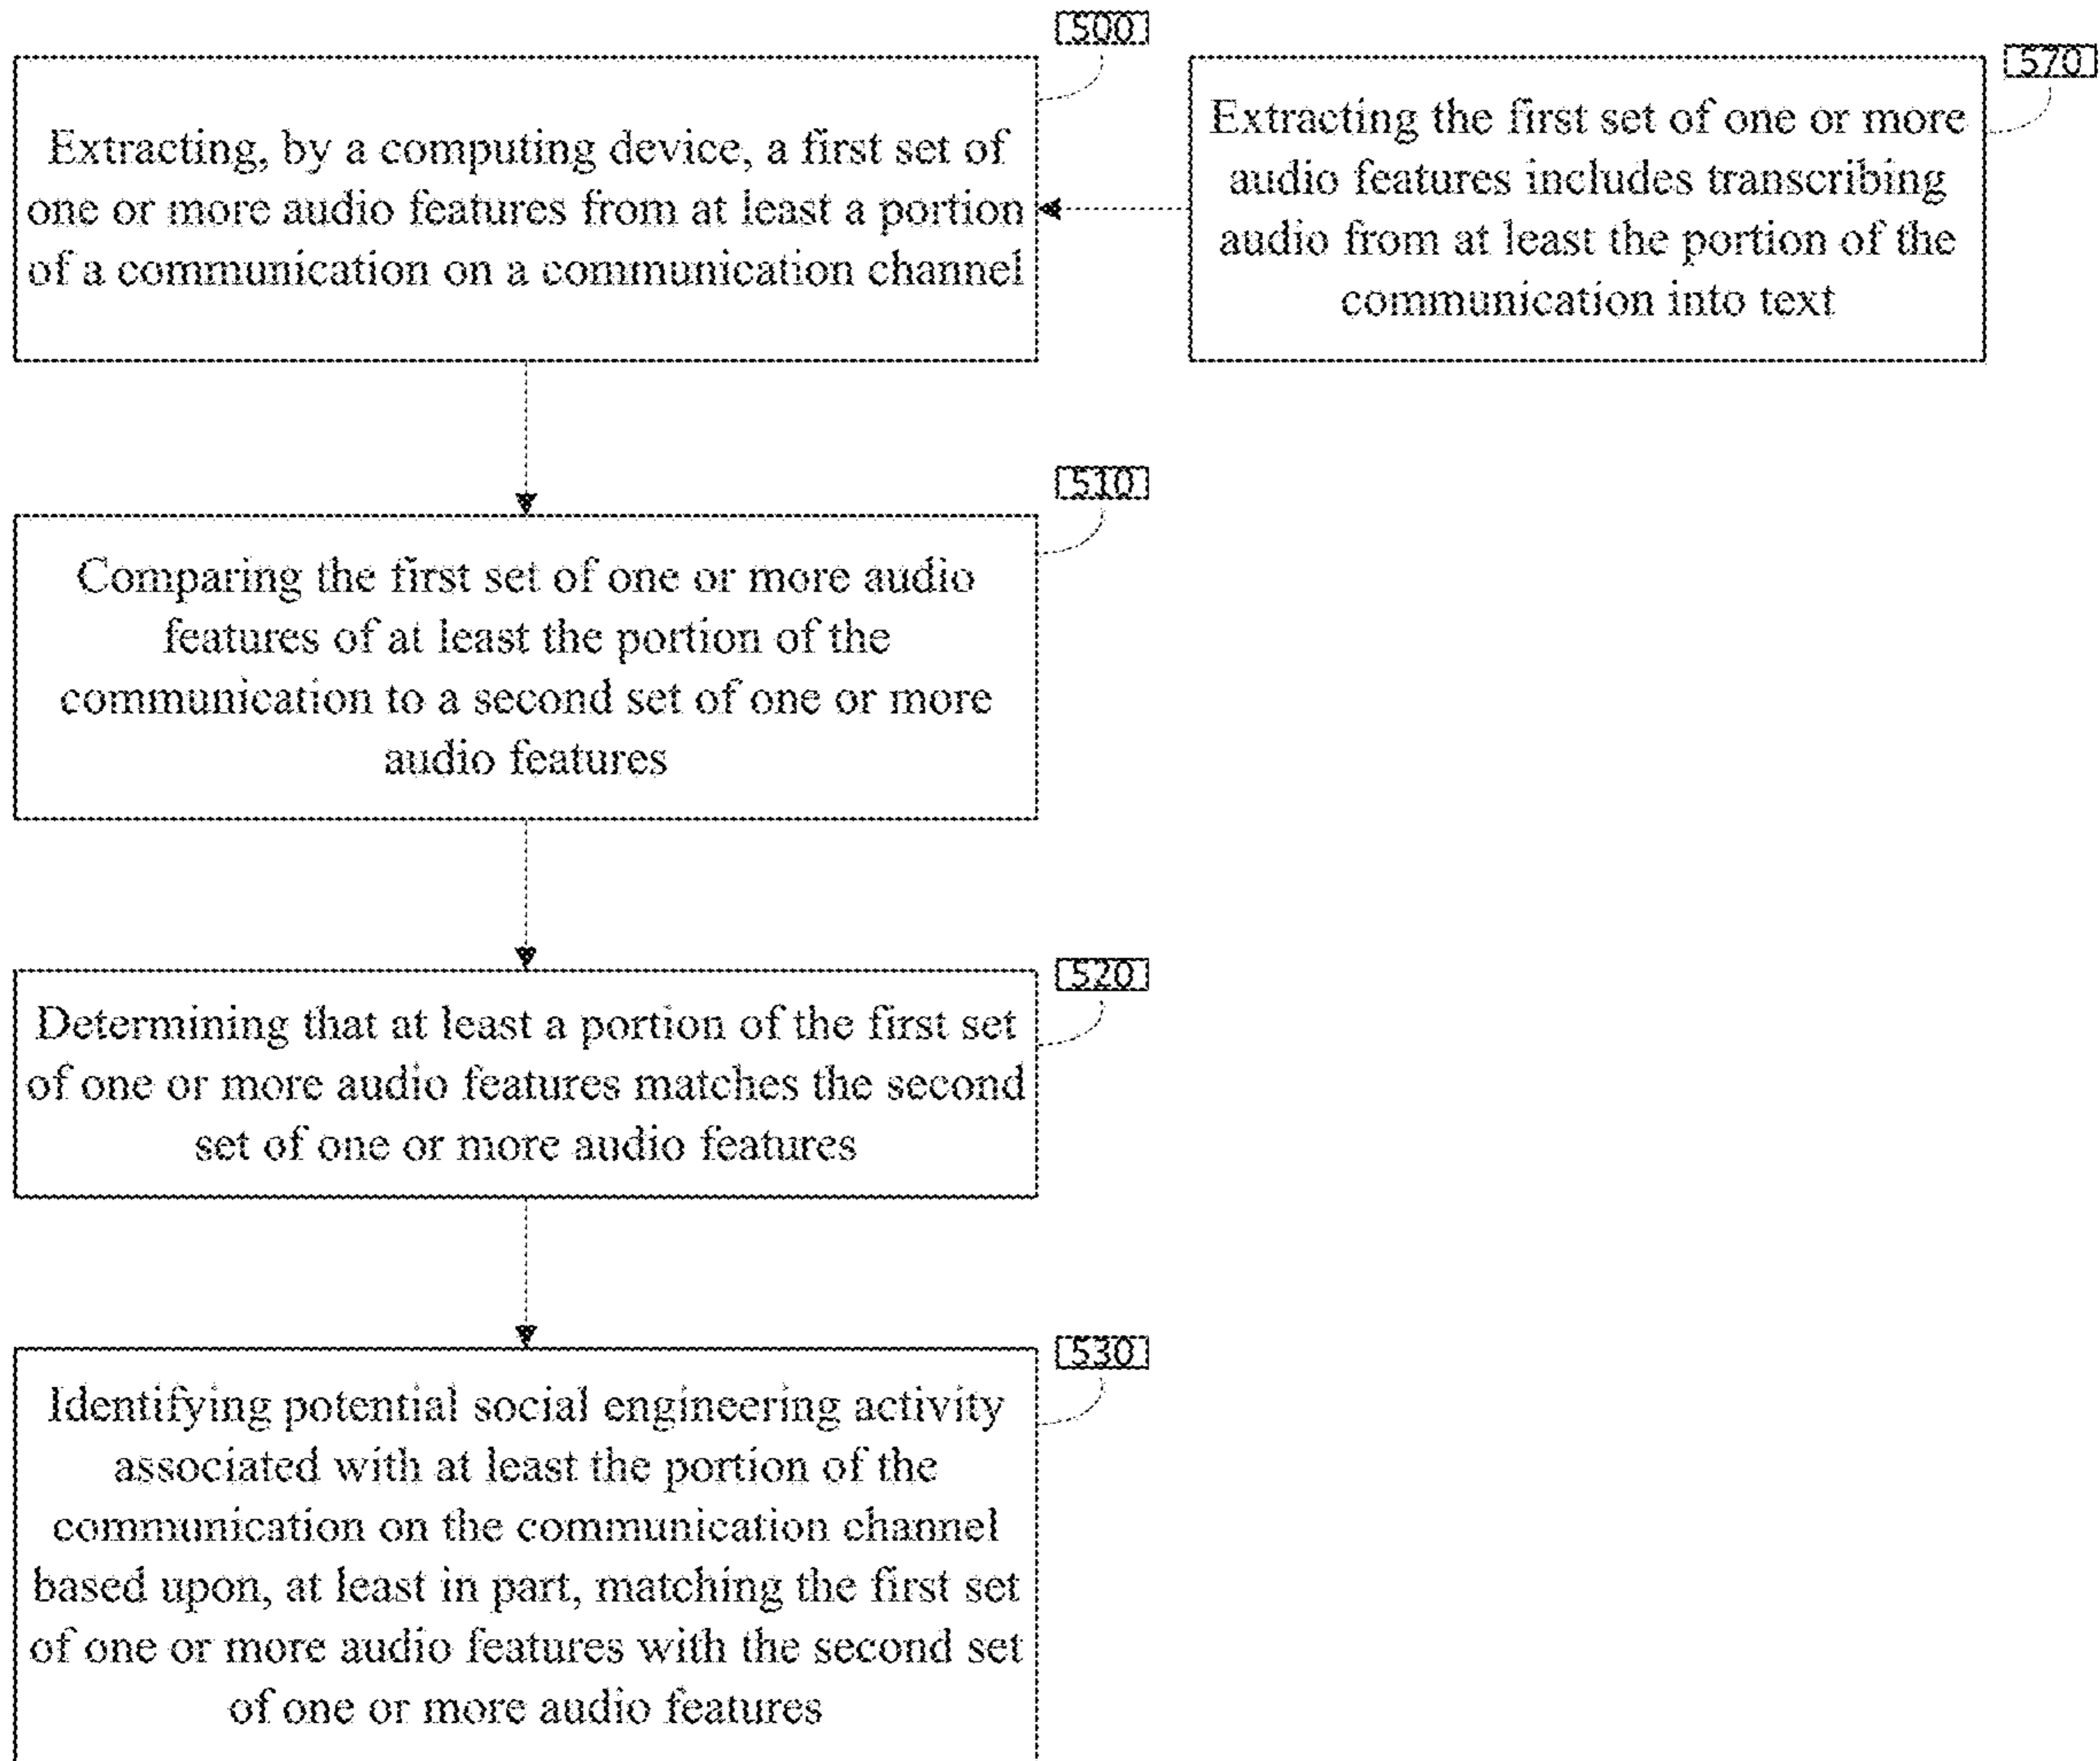 500
Extracting, by a computing device, a first set of
one or more audio features from at least a portion
of a communication on a communication channel
570
Extracting the first set of one or more
audio features includes transcribing
audio from at least the portion of the
communication into text
510
Comparing the first set of one or more audio
features of at least the portion of the
communication to a second set of one or more
audio features
520
Determining that at least a portion of the first set
of one or more audio features matches the second
set of one or more audio features
530
Identifying potential social engineering activity
associated with at least the portion of the
communication on the communication channel
based upon, at least in part, matching the first set
of one or more audio features with the second set
of one or more audio features